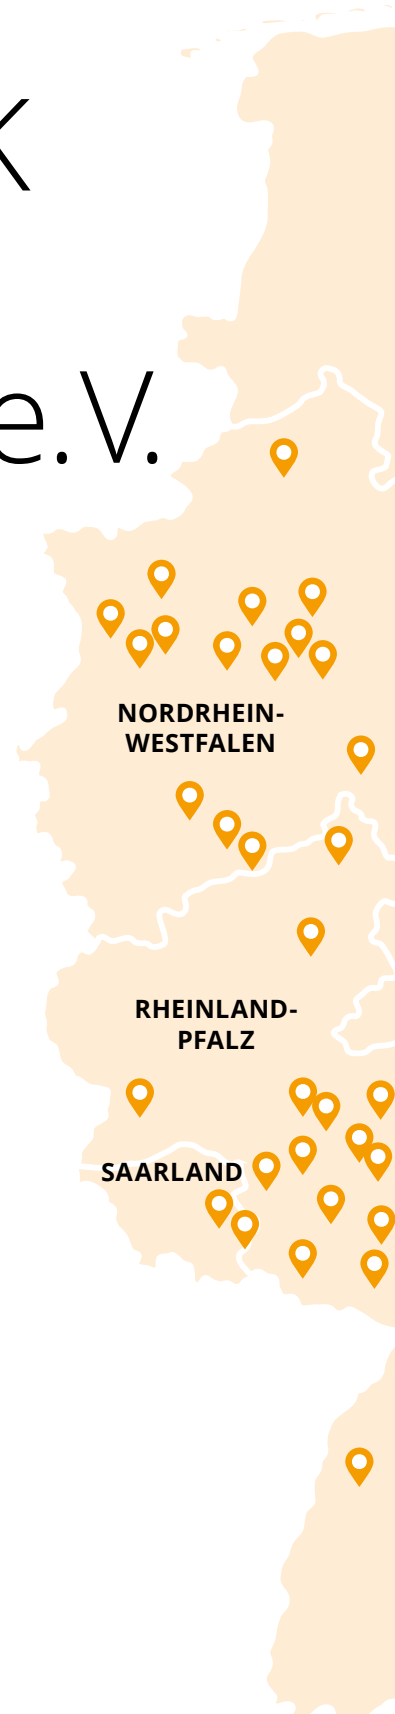 K
e.V.
NORDRHEIN-
WESTFALEN
RHEINLAND-
PFALZ
SAARLAND